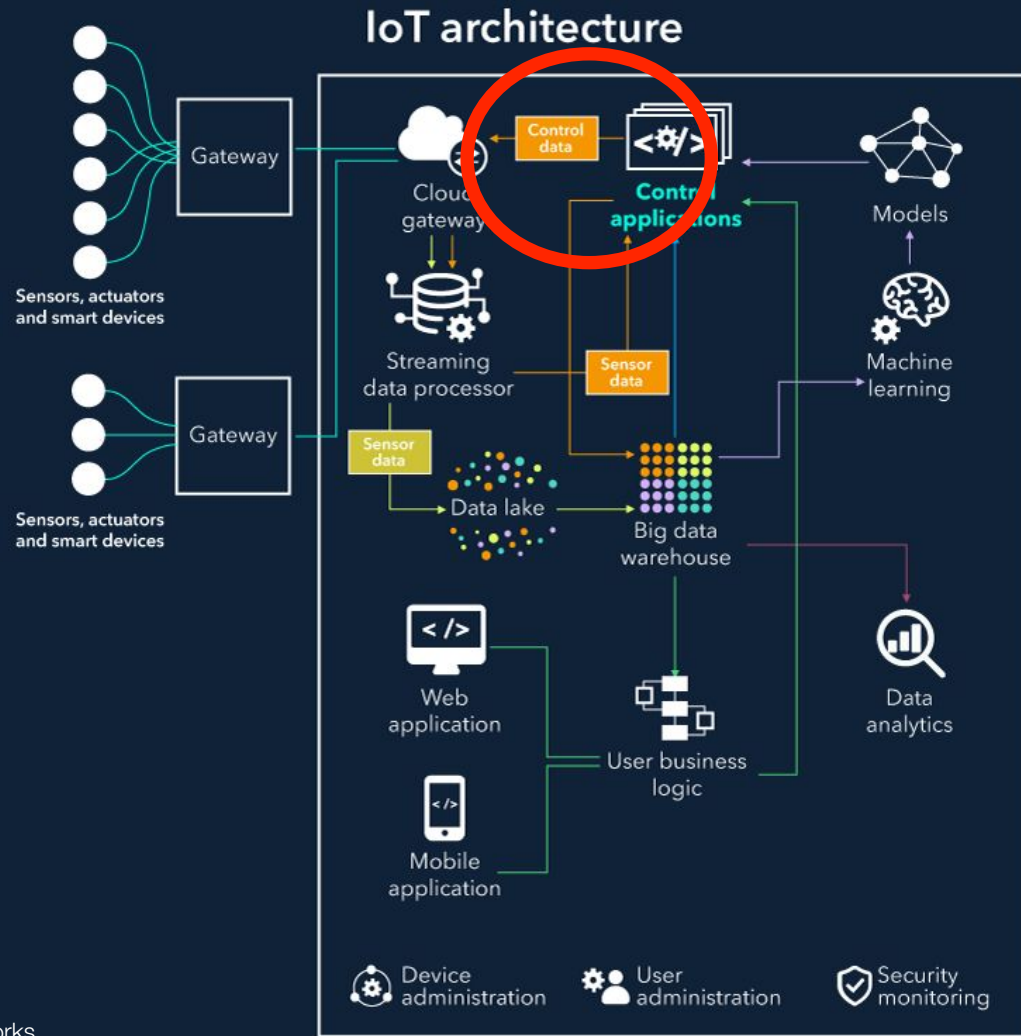 IoT architecture
Gateway
Sensors, actuators
and smart devices
Gateway
Sensors, actuators
and smart devices
Cloud
gateway
Control
data
<⚙/>
Control
applications
Models
Streaming
data processor
Sensor
data
Machine
learning
Sensor
data
Data lake
Big data
warehouse
</>
Web
application
User business
logic
Data
analytics
</>
Mobile
application
Device
administration
User
administration
Security
monitoring